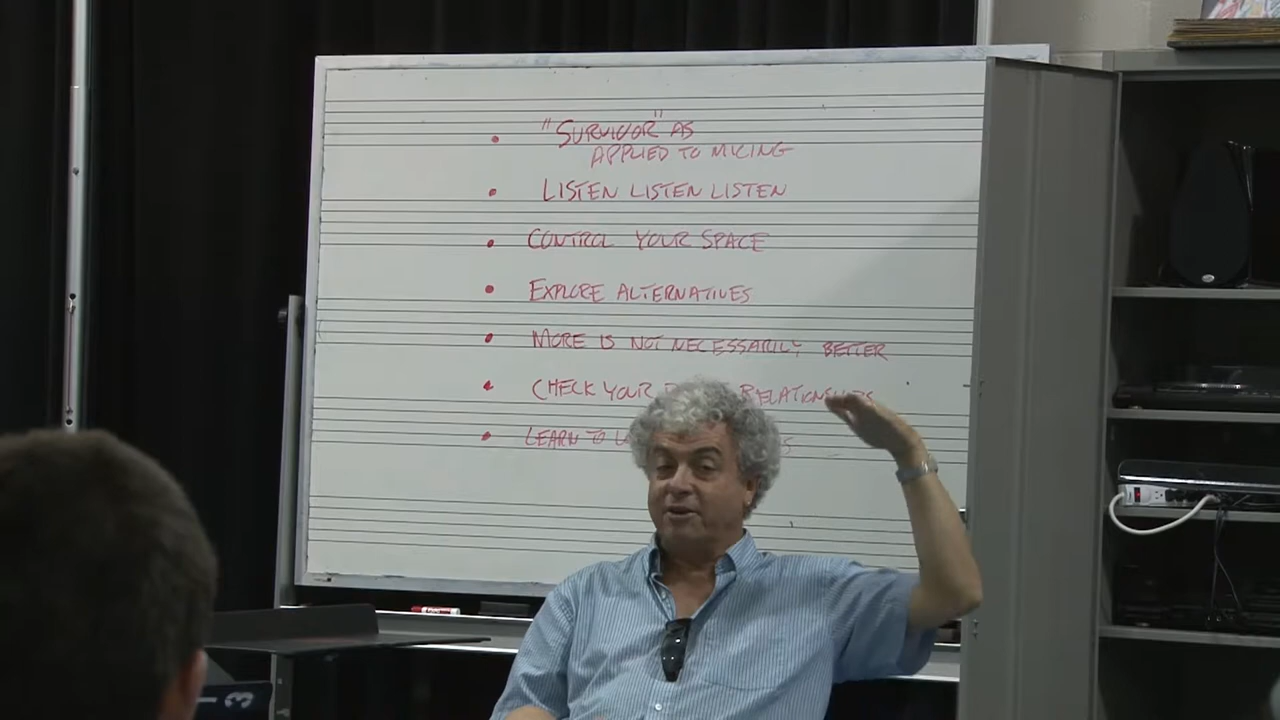 • "SURVIVOR" AS
APPLIED TO MICING
• LISTEN LISTEN LISTEN
• CONTROL YOUR SPACE
• EXPLORE ALTERNATIVES
• MORE IS NOT NECESSARILY BETTER
• CHECK YOUR RELATIONSHIPS
• LEARN TO
3